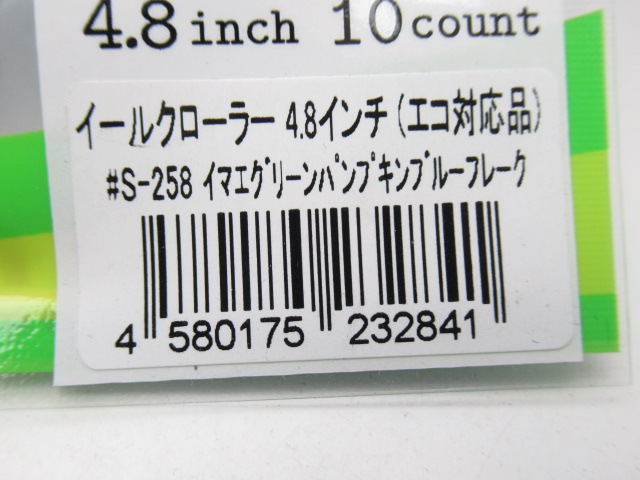 4.8 inch 10 count
イールクローラー 4.8インチ (エコ対応品)
#S-258 イマエグリーンパンプキンブルーフレーク
4 580175 232841